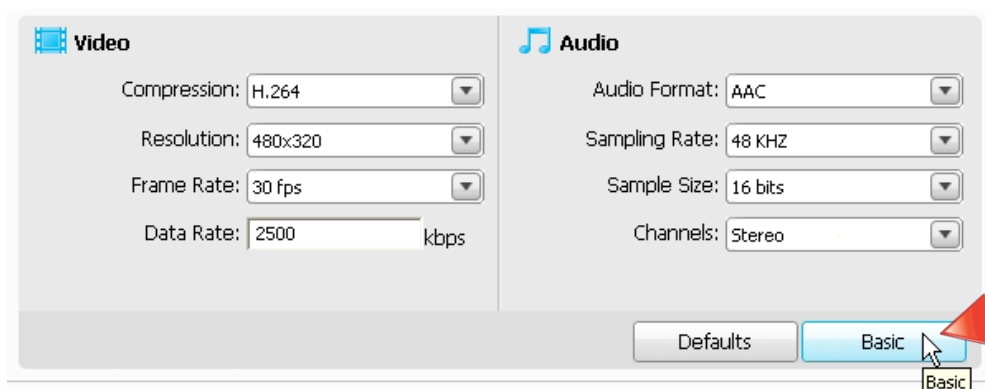 Video
Compression: H.264
Resolution: 480x320
Frame Rate: 30 fps
Data Rate: 2500 kbps
Audio
Audio Format: AAC
Sampling Rate: 48 KHZ
Sample Size: 16 bits
Channels: Stereo
Defaults
Basic
Basic